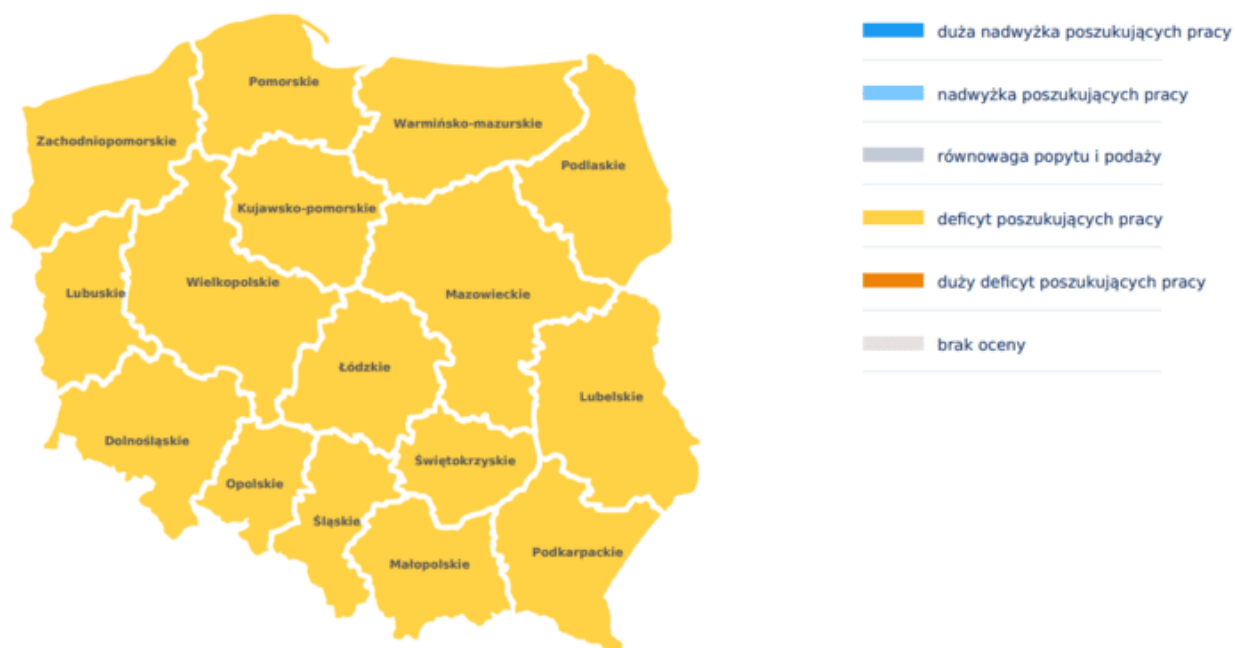 Pomorskie
Warmińsko-mazurskie
Zachodniopomorskie
Podlaskie
Kujawsko-pomorskie
Wielkopolskie
Lubuskie
Mazowieckie
Łódzkie
Lubelskie
Dolnośląskie
Świętokrzyskie
Opolskie
Śląskie
Podkarpackie
Małopolskie
duża nadwyżka poszukujących pracy
nadwyżka poszukujących pracy
równowaga popytu i podaży
deficyt poszukujących pracy
duży deficyt poszukujących pracy
brak oceny